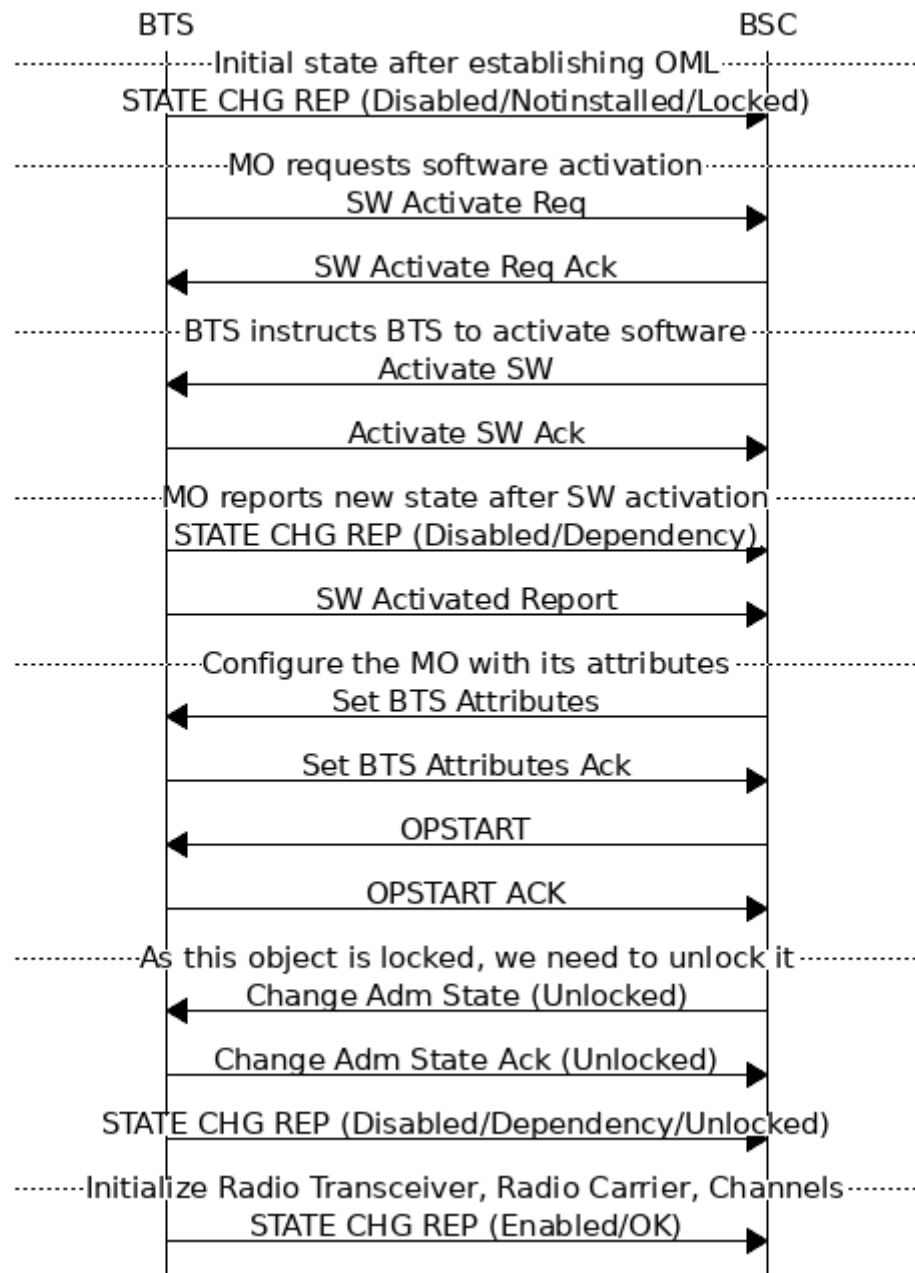 BTS BSC
Initial state after establishing OML
STATE CHG REP (Disabled/Notinstalled/Locked)
MO requests software activation
SW Activate Req
SW Activate Req Ack
BTS instructs BTS to activate software
Activate SW
Activate SW Ack
MO reports new state after SW activation
STATE CHG REP (Disabled/Dependency)
SW Activated Report
Configure the MO with its attributes
Set BTS Attributes
Set BTS Attributes Ack
OPSTART
OPSTART ACK
As this object is locked, we need to unlock it
Change Adm State (Unlocked)
Change Adm State Ack (Unlocked)
STATE CHG REP (Disabled/Dependency/Unlocked)
Initialize Radio Transceiver, Radio Carrier, Channels
STATE CHG REP (Enabled/OK)